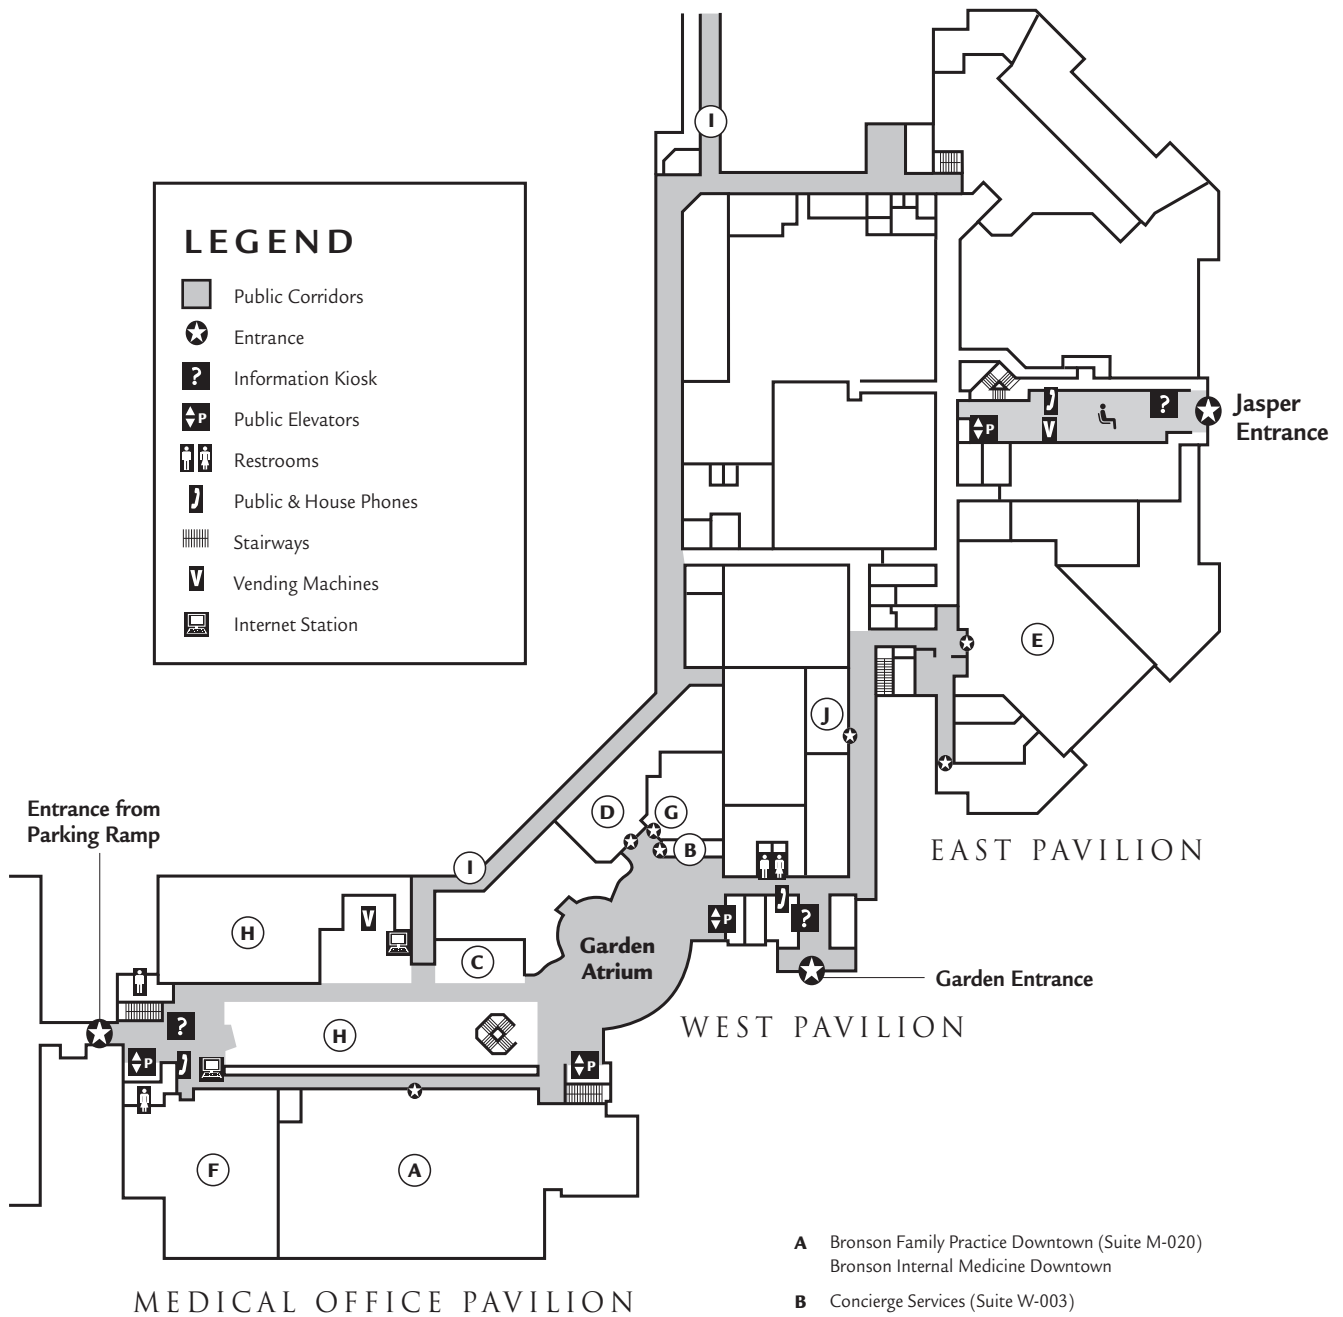 I
LEGEND
Public Corridors
Entrance
? Information Kiosk
P Public Elevators
Restrooms
Public & House Phones
Stairways
V Vending Machines
Internet Station
?
Jasper
Entrance
P
V
E
J
Entrance from
Parking Ramp
D
G
B
EAST PAVILION
I
H
V
P
?
C
Garden
Atrium
Garden Entrance
?
H
WEST PAVILION
P
P
F
A
A Bronson Family Practice Downtown (Suite M-020)
Bronson Internal Medicine Downtown
B Concierge Services (Suite W-003)
MEDICAL OFFICE PAVILION